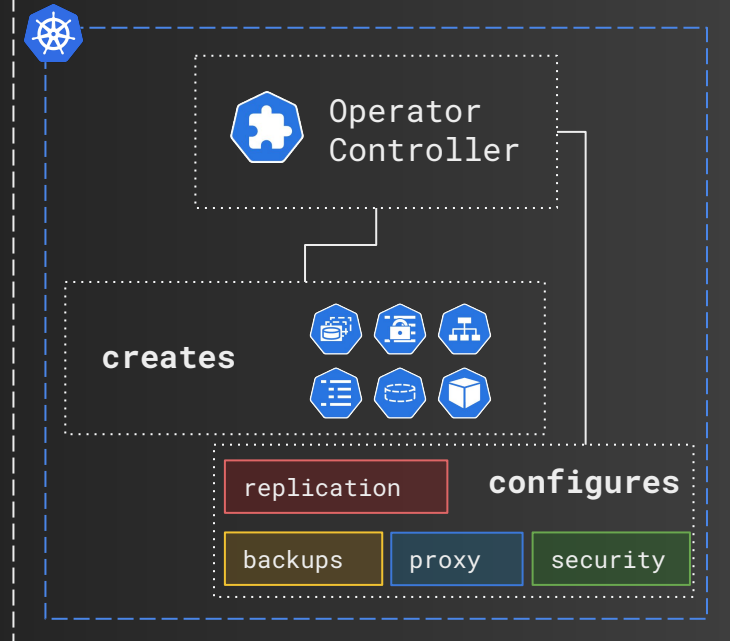 Operator
Controller
creates
configures
replication
backups
proxy
security